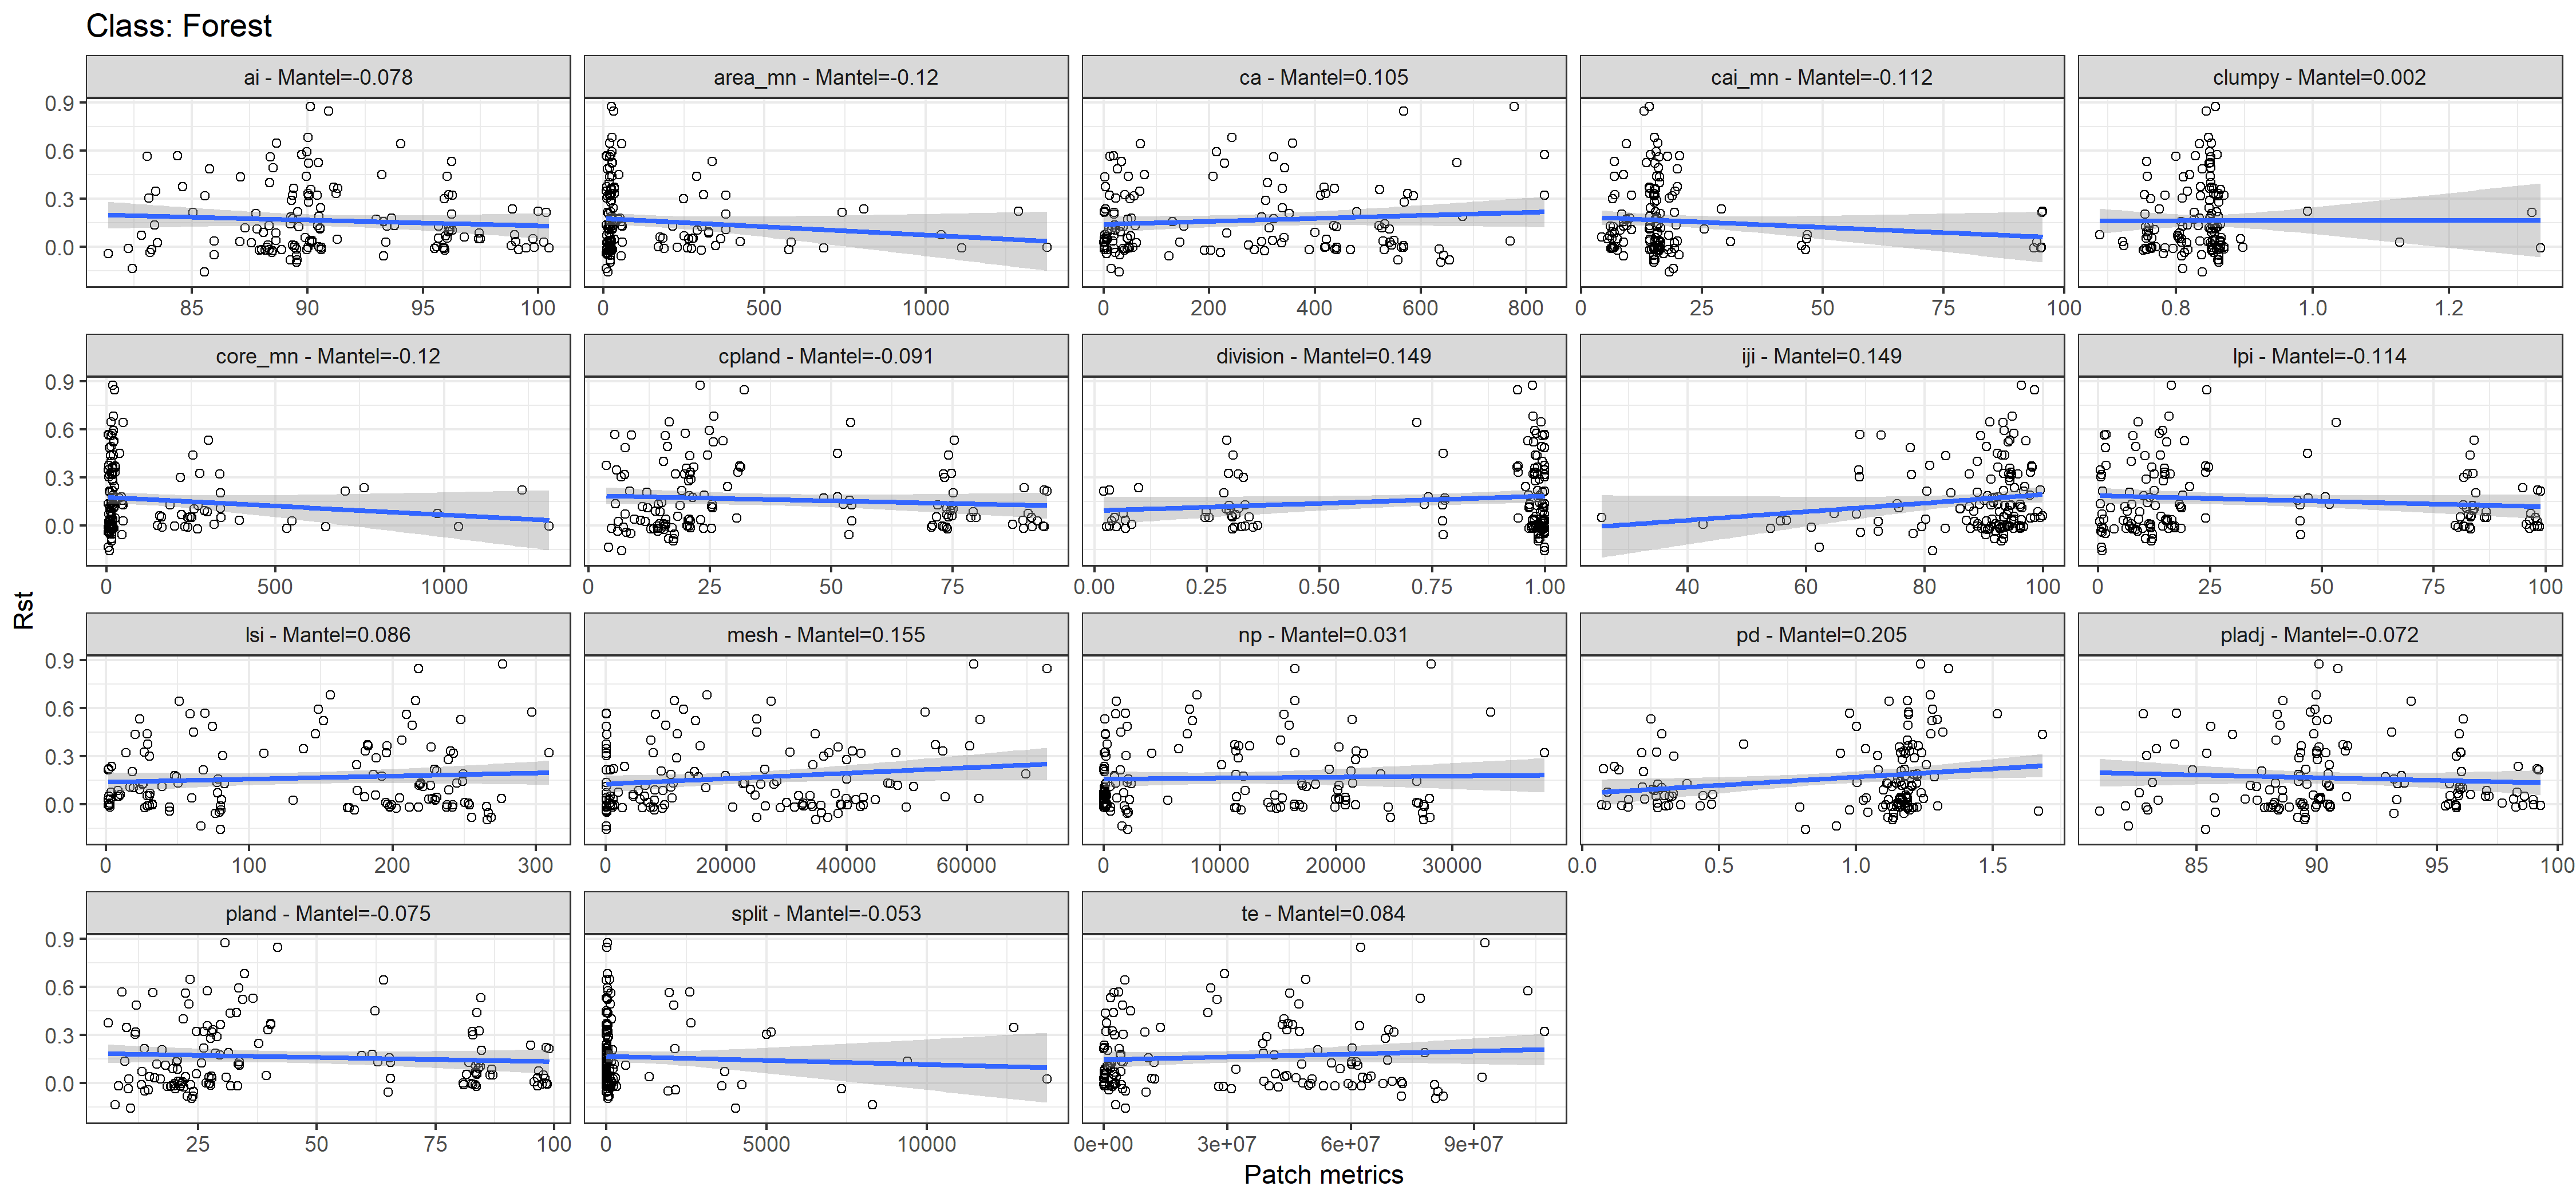 Class: Forest
ai - Mantel=-0.078
area_mn - Mantel=-0.12
ca - Mantel=0.105
cai_mn - Mantel=-0.112
clumpy - Mantel=0.002
0.9
0.6
0.3
0.0
85 90 95 100
0 500 1000
0 200 400 600 800
0 25 50 75 100
0.8 1.0 1.2
core_mn - Mantel=-0.12
cpland - Mantel=-0.091
division - Mantel=0.149
iji - Mantel=0.149
lpi - Mantel=-0.114
0.9
0.6
0.3
0.0
0 500 1000
0 25 50 75
0.00 0.25 0.50 0.75 1.00
40 60 80 100
0 25 50 75 100
Rst
lsi - Mantel=0.086
mesh - Mantel=0.155
np - Mantel=0.031
pd - Mantel=0.205
pladj - Mantel=-0.072
0.9
0.6
0.3
0.0
0 100 200 300
0 20000 40000 60000
0 10000 20000 30000
0.0 0.5 1.0 1.5
85 90 95 100
pland - Mantel=-0.075
split - Mantel=-0.053
te - Mantel=0.084
0.9
0.6
0.3
0.0
25 50 75 100
0 5000 10000
0e+00 3e+07 6e+07 9e+07
Patch metrics